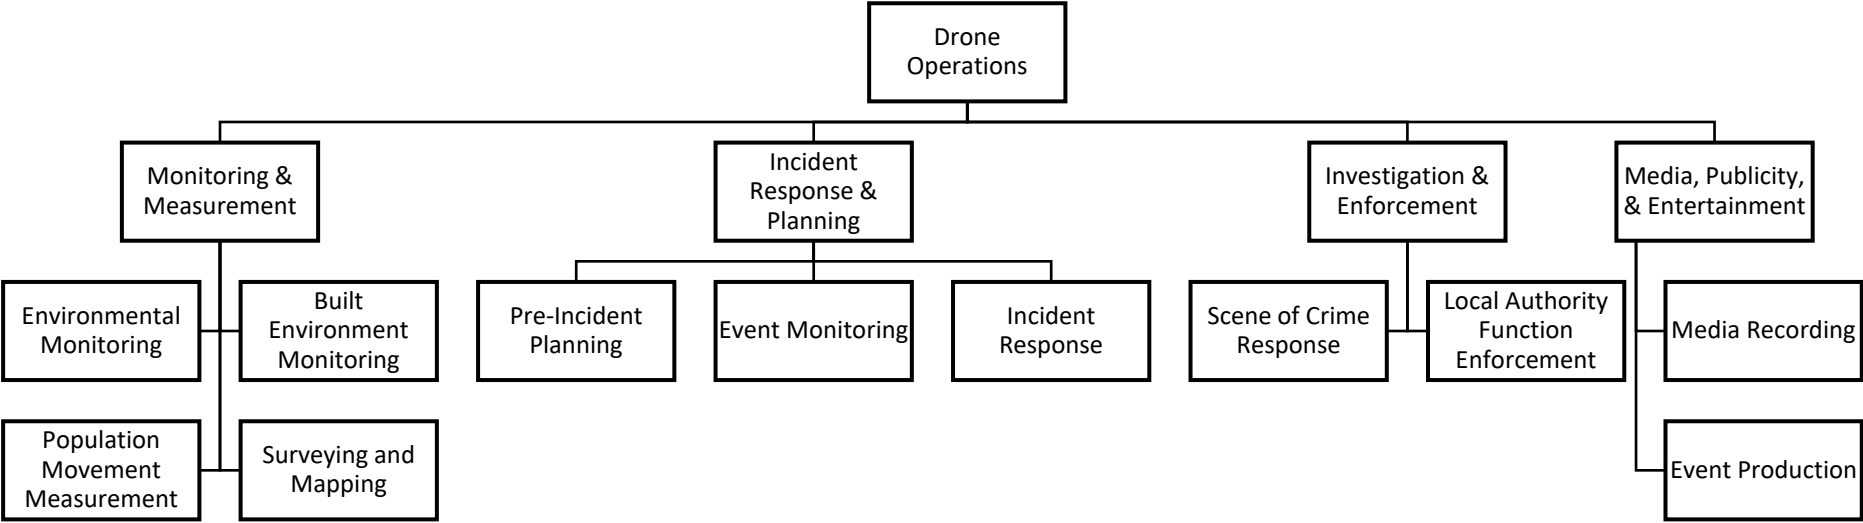 Drone
Operations
Monitoring &
Measurement
Incident
Response &
Planning
Investigation &
Enforcement
Media, Publicity,
& Entertainment
Environmental
Monitoring
Built
Environment
Monitoring
Pre-Incident
Planning
Event Monitoring
Incident
Response
Scene of Crime
Response
Local Authority
Function
Enforcement
Media Recording
Population
Movement
Measurement
Surveying and
Mapping
Event Production